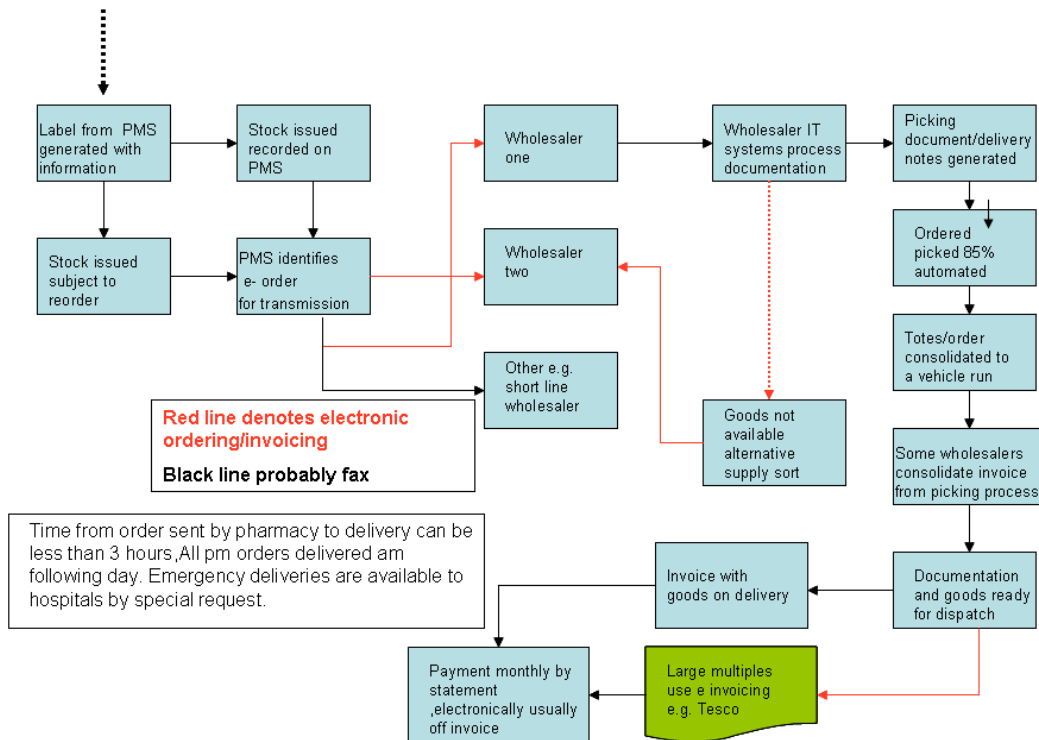 Label from PMS
generated with
information
Stock issued
recorded on
PMS
Wholesaler
one
Wholesaler IT
systems process
documentation
Picking
document/delivery
notes generated
Stock issued
subject to
reorder
PMS identifies
e- order
for transmission
Wholesaler
two
Ordered
picked 85%
automated
Totes/order
consolidated to
a vehicle run
Other e.g.
short line
wholesaler
Goods not
available
alternative
supply sort
Red line denotes electronic
ordering/invoicing
Black line probably fax
Some wholesalers
consolidate invoice
from picking process
Time from order sent by pharmacy to delivery can be
less than 3 hours,All pm orders delivered am
following day. Emergency deliveries are available to
hospitals by special request.
Invoice with
goods on delivery
Documentation
and goods ready
for dispatch
Payment monthly by
statement
,electronically usually
off invoice
Large multiples
use e invoicing
e.g. Tesco